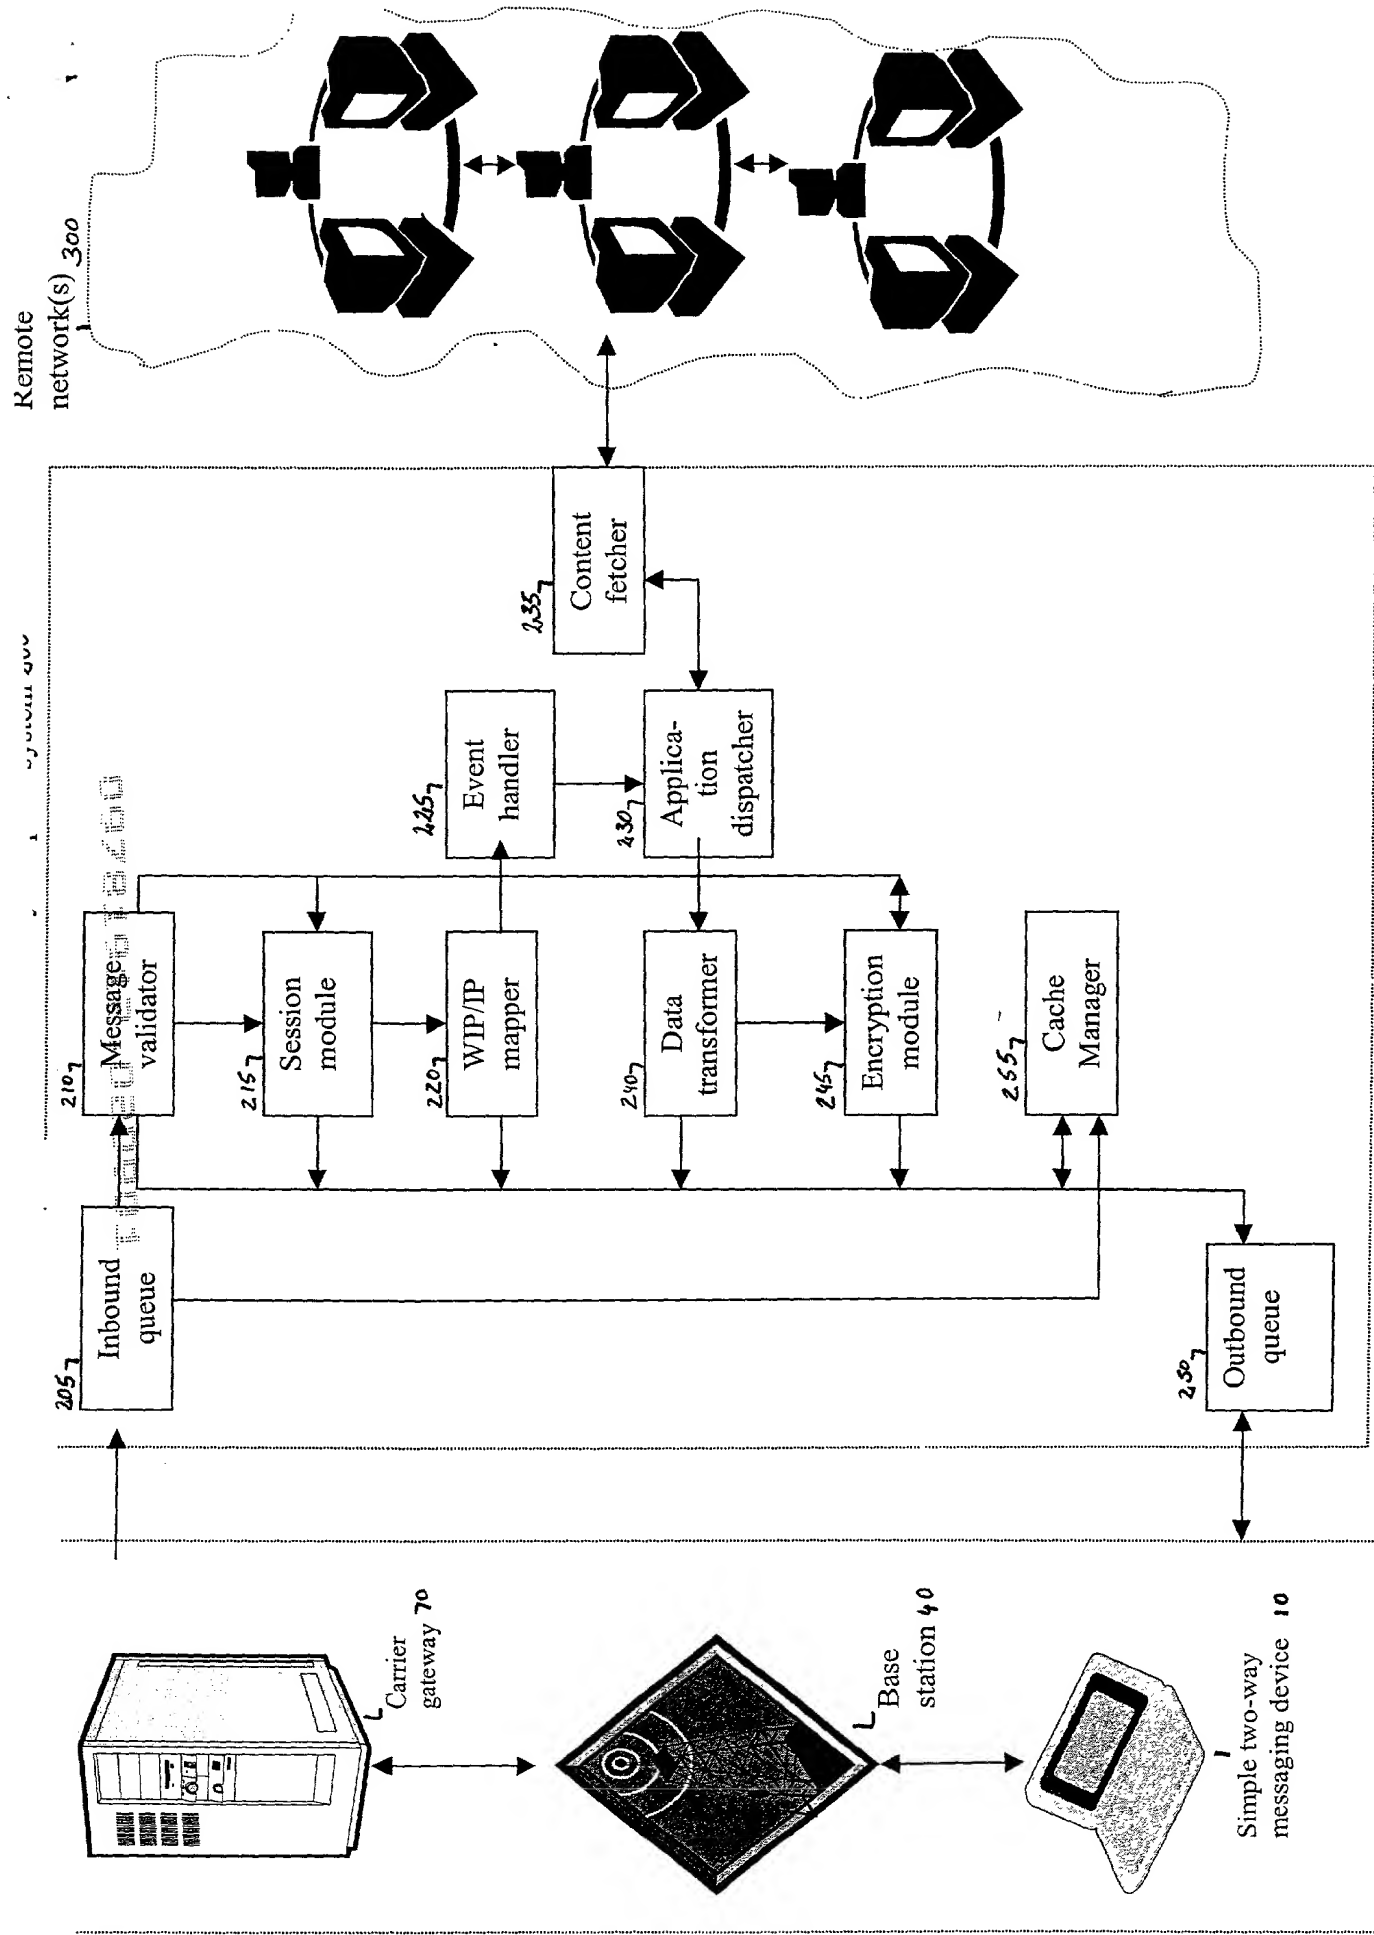 Remote
network(s) 300
235
Content
fetcher
225
Event
handler
230
Applica-
tion
dispatcher
210
Message
validator
215
Session
module
220
WIP/IP
mapper
240
Data
transformer
245
Encryption
module
255
Cache
Manager
205
Inbound
queue
250
Outbound
queue
Carrier
gateway 70
Base
station 40
Simple two-way
messaging device 10